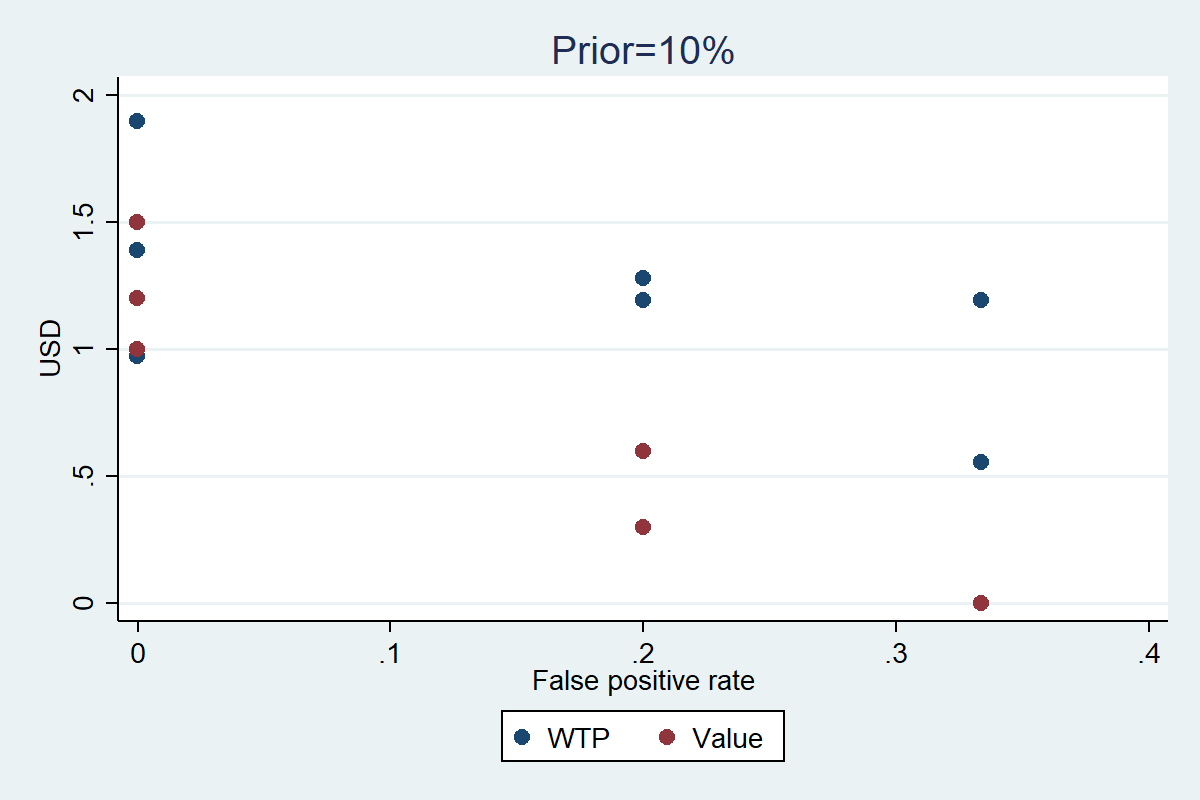 Prior=10%
2
1.5
1
.5
0
USD
0 .1 .2 .3 .4
False positive rate
WTP Value